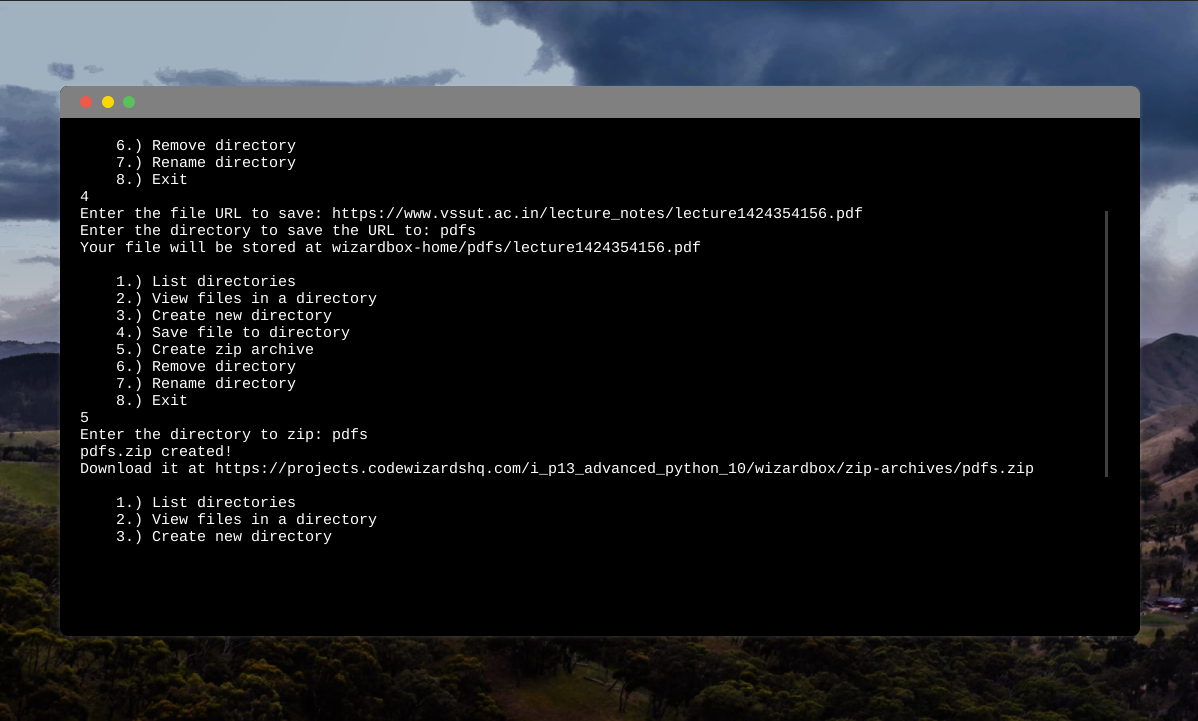 6.) Remove directory
7.) Rename directory
8.) Exit
4
Enter the file URL to save: https://www.vssut.ac.in/lecture_notes/lecture1424354156.pdf
Enter the directory to save the URL to: pdfs
Your file will be stored at wizardbox-home/pdfs/lecture1424354156.pdf
1.) List directories
2.) View files in a directory
3.) Create new directory
4.) Save file to directory
5.) Create zip archive
6.) Remove directory
7.) Rename directory
8.) Exit
5
Enter the directory to zip: pdfs
pdfs.zip created!
Download it at https://projects.codewizardshq.com/i_p13_advanced_python_10/wizardbox/zip-archives/pdfs.zip
1.) List directories
2.) View files in a directory
3.) Create new directory